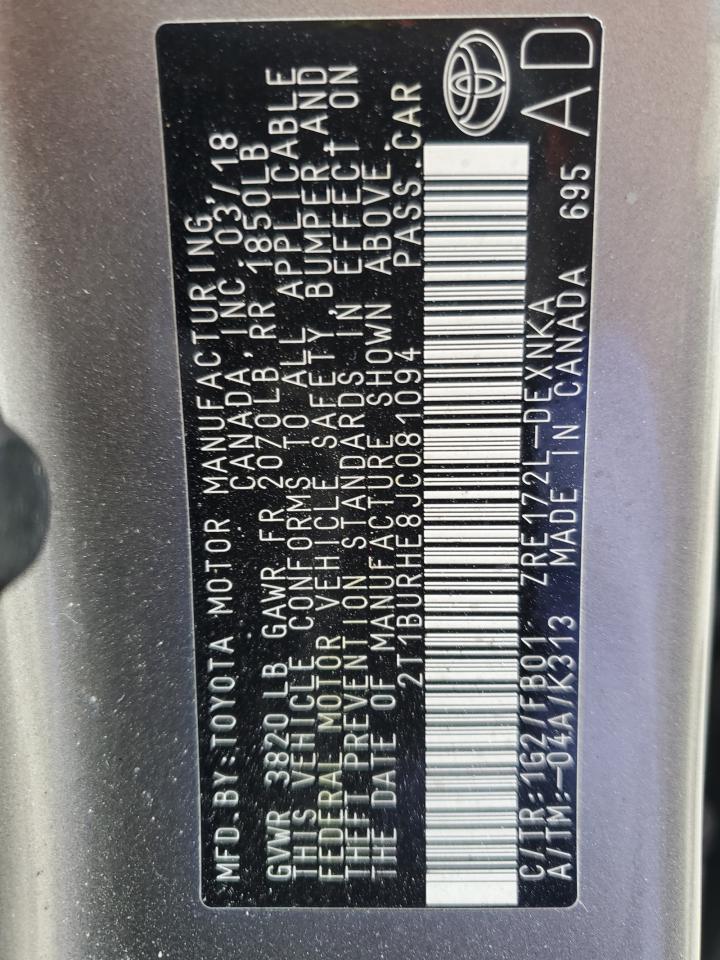 MFD.BY:TOYOTA MOTOR MANUFACTURING
CANADA, INC. 03/18
GVWR 3820LB GAWR FR 2070LB, RR 1850LB
THIS VEHICLE CONFORMS TO ALL APPLICABLE
FEDERAL MOTOR VEHICLE SAFETY, BUMPER, AND
THEFT PREVENTION STANDARDS IN EFFECT ON
THE DATE OF MANUFACTURE SHOWN ABOVE.
2T1BURHE8JC081094 PASS. CAR
C/TR:1G2/FB01 ZRE172L-DEXNKA
A/TM:-04A/K313 MADE IN CANADA 695
AD